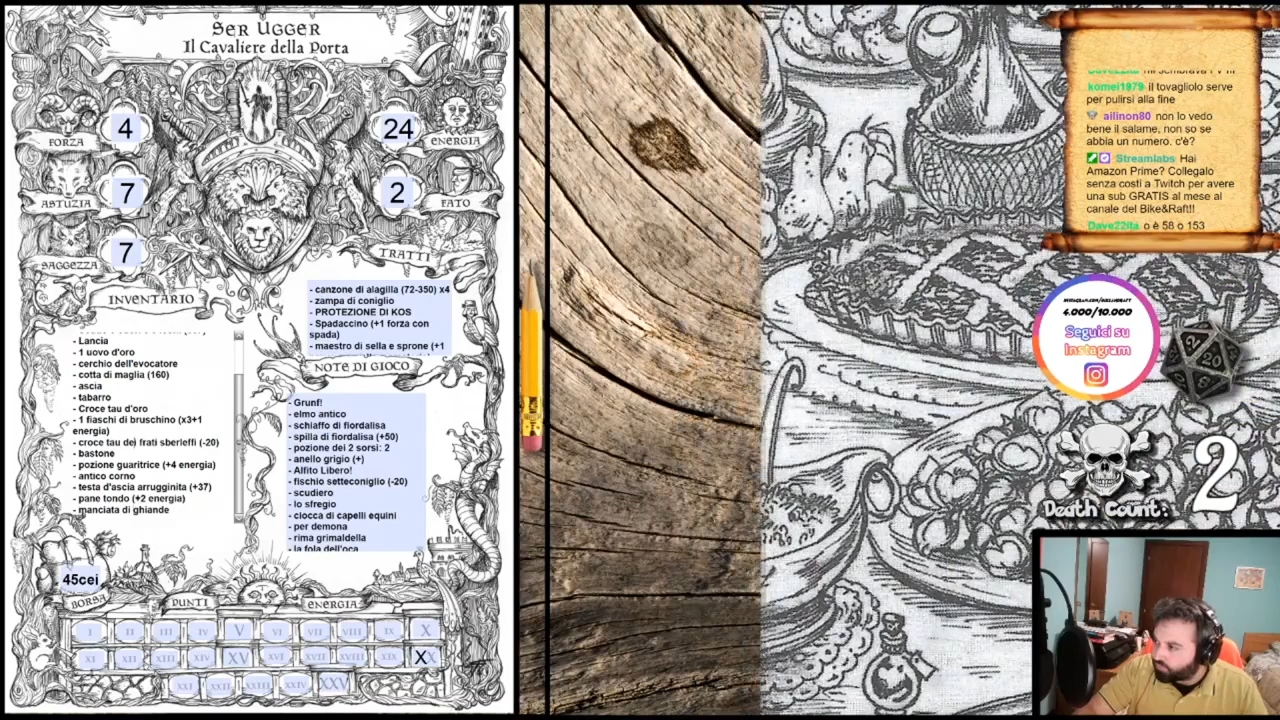 SER UGGER
Il Cavaliere della Porta
4
FORZA
7
ASTUZIA
7
SAGGEZZA
24
ENERGIA
2
FATO
TRATTI
- canzone di alagilla (72-350) x4
- zampa di coniglio
- PROTEZIONE DI KOS
- Spadaccino (+1 forza con
spada)
- maestro di sella e sprone (+1
INVENTARIO
- Lancia
- 1 uovo d'oro
- cerchio dell'evocatore
- cotta di maglia (160)
- ascia
- tabarro
- Croce tau d'oro
- 1 fiaschi di bruschino (x3+1
energia)
- croce tau dei frati sberleffi (-20)
- bastone
- pozione guaritrice (+4 energia)
- antico corno
- testa d'ascia arrugginita (+37)
- pane tondo (+2 energia)
- manciata di ghiande
NOTE DI GIOCO
- Grunf!
- elmo antico
- schiaffo di fiordalisa
- spilla di fiordalisa (+50)
- pozione dei 2 sorsi: 2
- anello grigio (+)
- Alfito Libero!
- fischio setteconiglio (-20)
- scudiero
- lo sfregio
- ciocca di capelli equini
- per demona
- rima grimaldella
- la fola dell'oca
45cei
BORSA
PUNTI
ENERGIA
I II III IV V VI VII VIII IX X
XI XII XIII XIV XV XVI XVII XVIII XIX XX
XXI XXII XXIII XXIV XXV
komei1979 il tovagliolo serve
per pulirsi alla fine
ailinon80 non lo vedo
bene il salame, non so se
abbia un numero. c'è?
Streamlabs Hai
Amazon Prime? Collegalo
senza costi a Twitch per avere
una sub GRATIS al mese al
canale dei Bike&Raft!!
Dave22ita o è 58 o 153
4.000/10.000
Seguici su
Instagram
2
20
8
Death Count:
2